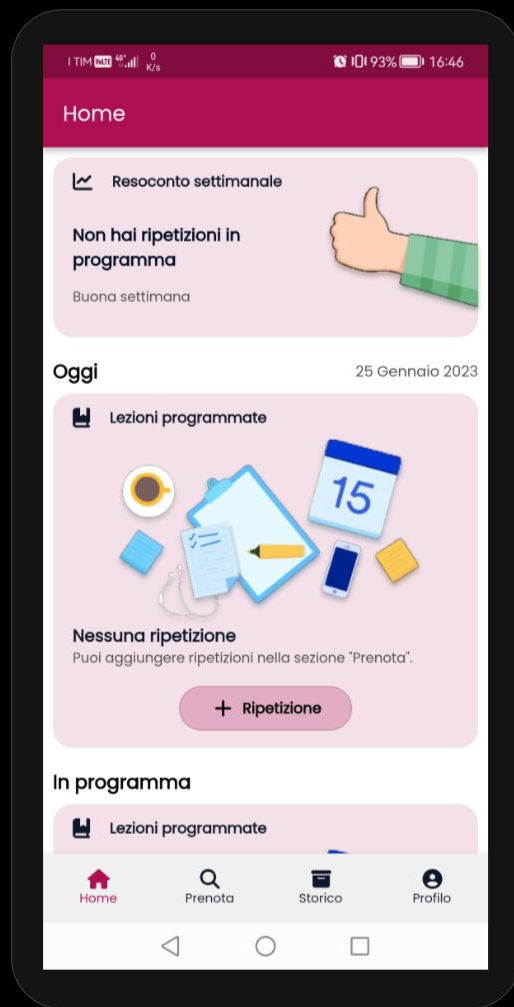 I TIM VoLTE 4G+ 0 K/s 93% 16:46
Home
Resoconto settimanale
Non hai ripetizioni in
programma
Buona settimana
Oggi 25 Gennaio 2023
Lezioni programmate
15
Nessuna ripetizione
Puoi aggiungere ripetizioni nella sezione "Prenota".
+ Ripetizione
In programma
Lezioni programmate
Home Prenota Storico Profilo